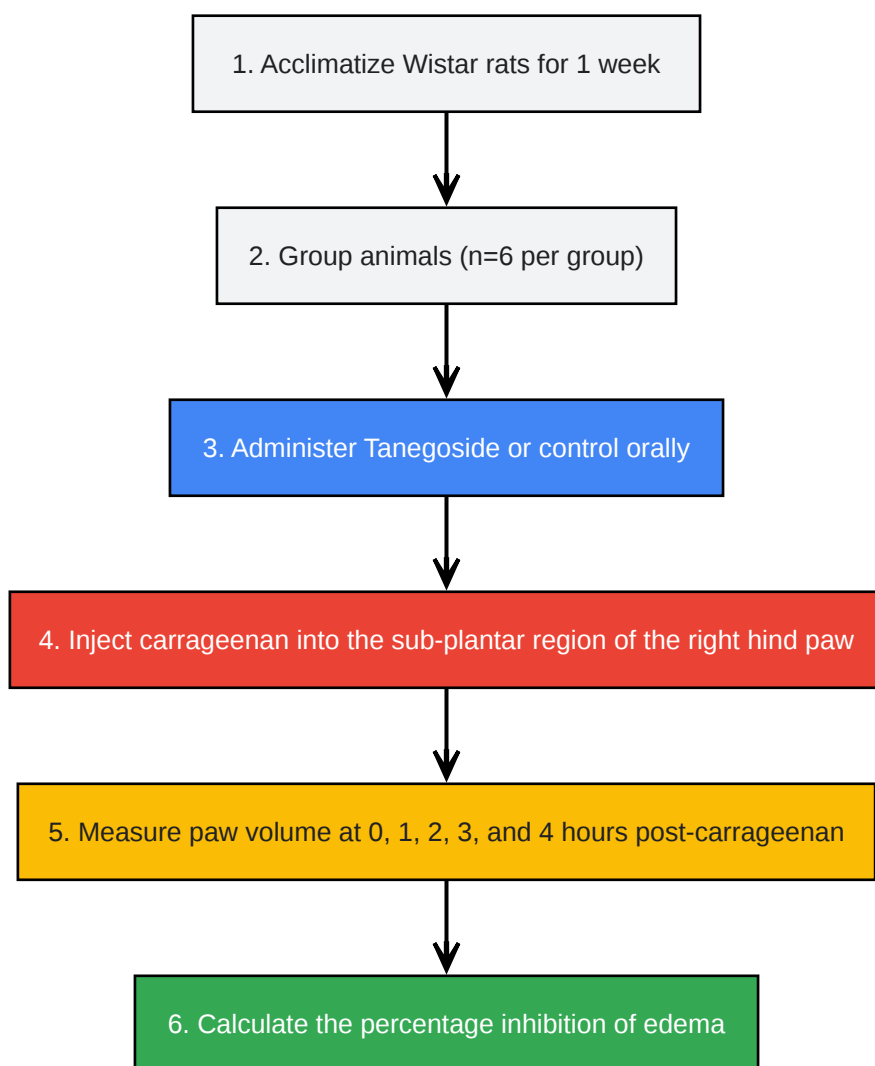 1. Acclimatize Wistar rats for 1 week
2. Group animals (n=6 per group)
3. Administer Tanegoside or control orally
4. Inject carrageenan into the sub-plantar region of the right hind paw
5. Measure paw volume at 0, 1, 2, 3, and 4 hours post-carrageenan
6. Calculate the percentage inhibition of edema